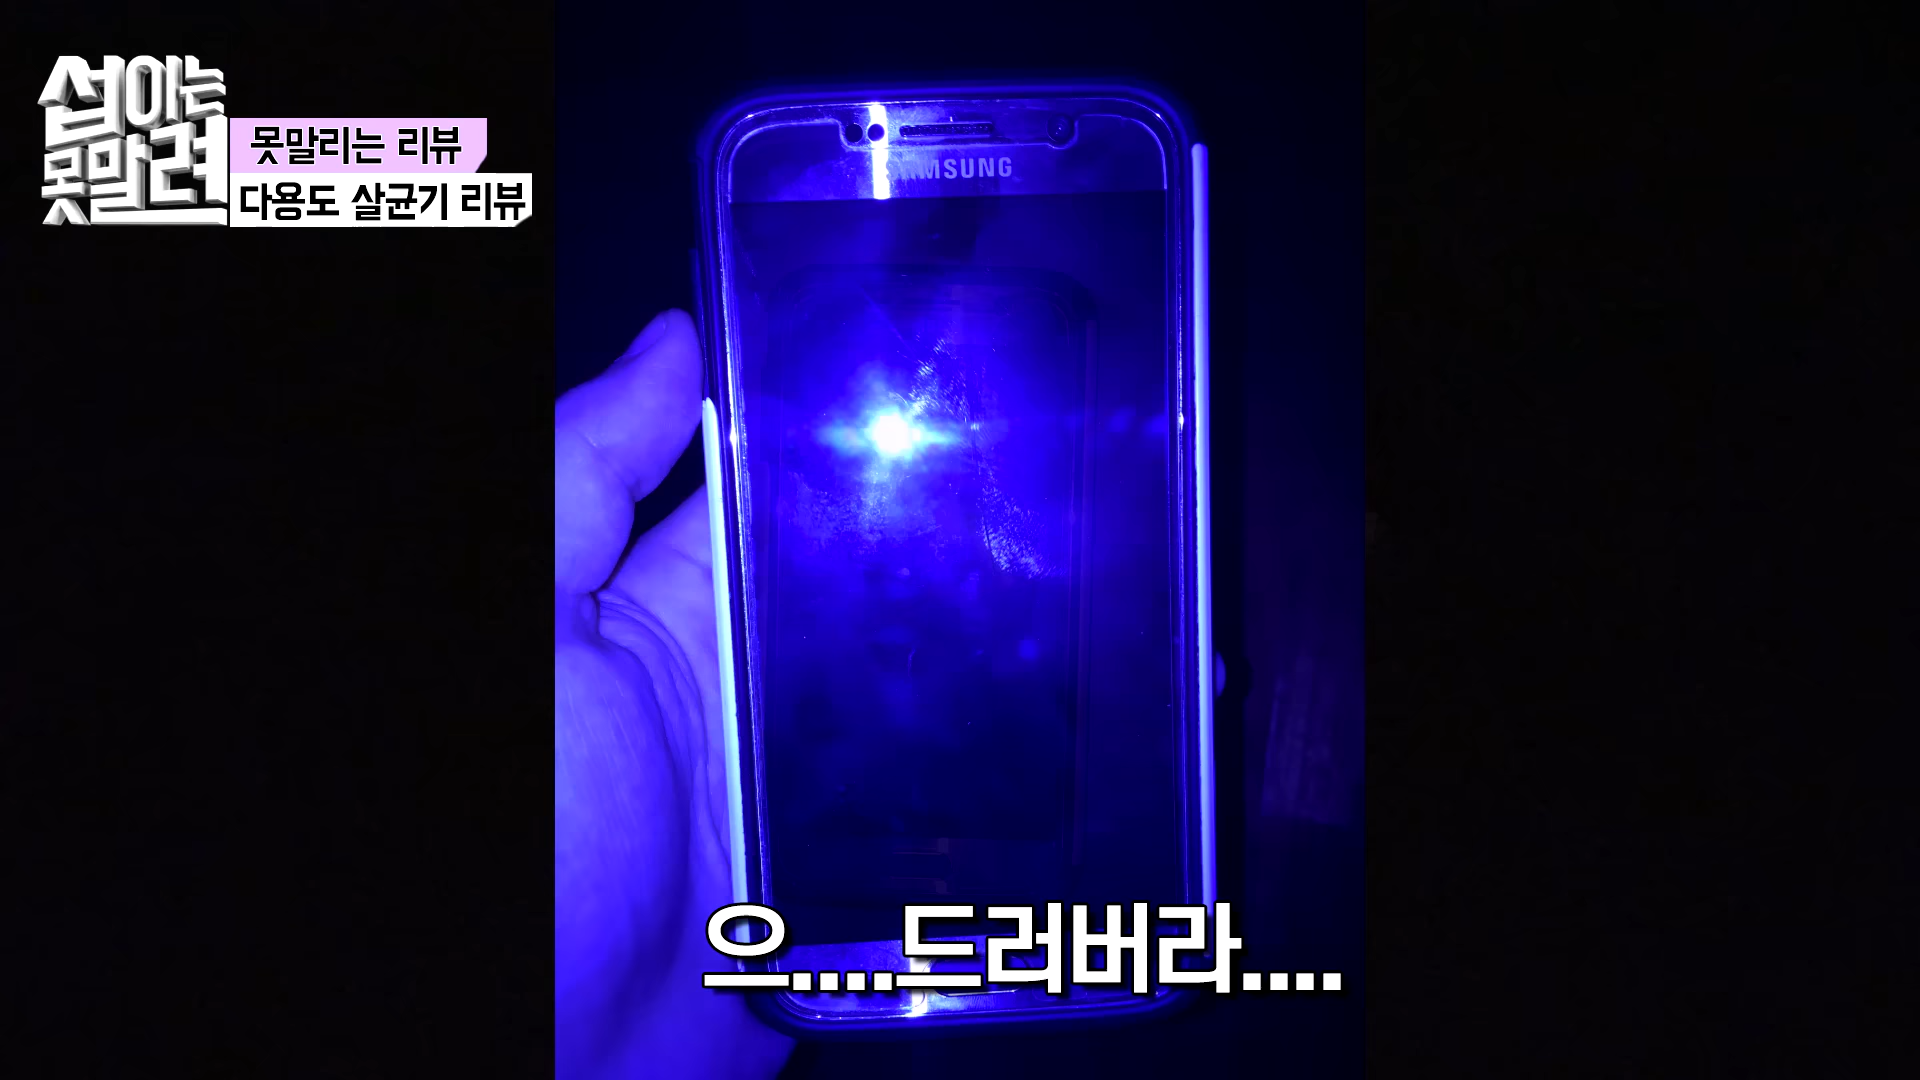 섭이는
못말려
못말리는 리뷰
다용도 살균기 리뷰
SAMSUNG
으....드러버라....